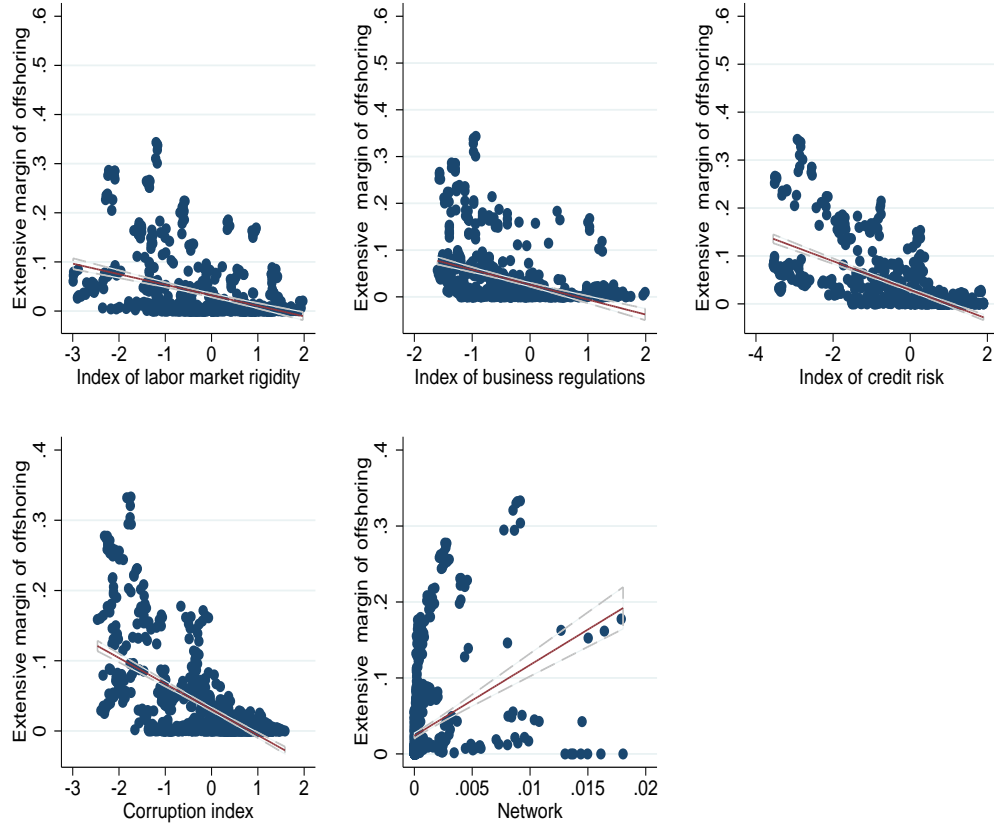 Extensive margin of offshoring
.6
.5
.4
.3
.2
.1
0
-3 -2 -1 0 1 2
Index of labor market rigidity
Extensive margin of offshoring
.6
.5
.4
.3
.2
.1
0
-2 -1 0 1 2
Index of business regulations
Extensive margin of offshoring
.6
.5
.4
.3
.2
.1
0
-4 -2 0 2
Index of credit risk
Extensive margin of offshoring
.4
.3
.2
.1
0
-3 -2 -1 0 1 2
Corruption index
Extensive margin of offshoring
.4
.3
.2
.1
0
0 .005 .01 .015 .02
Network